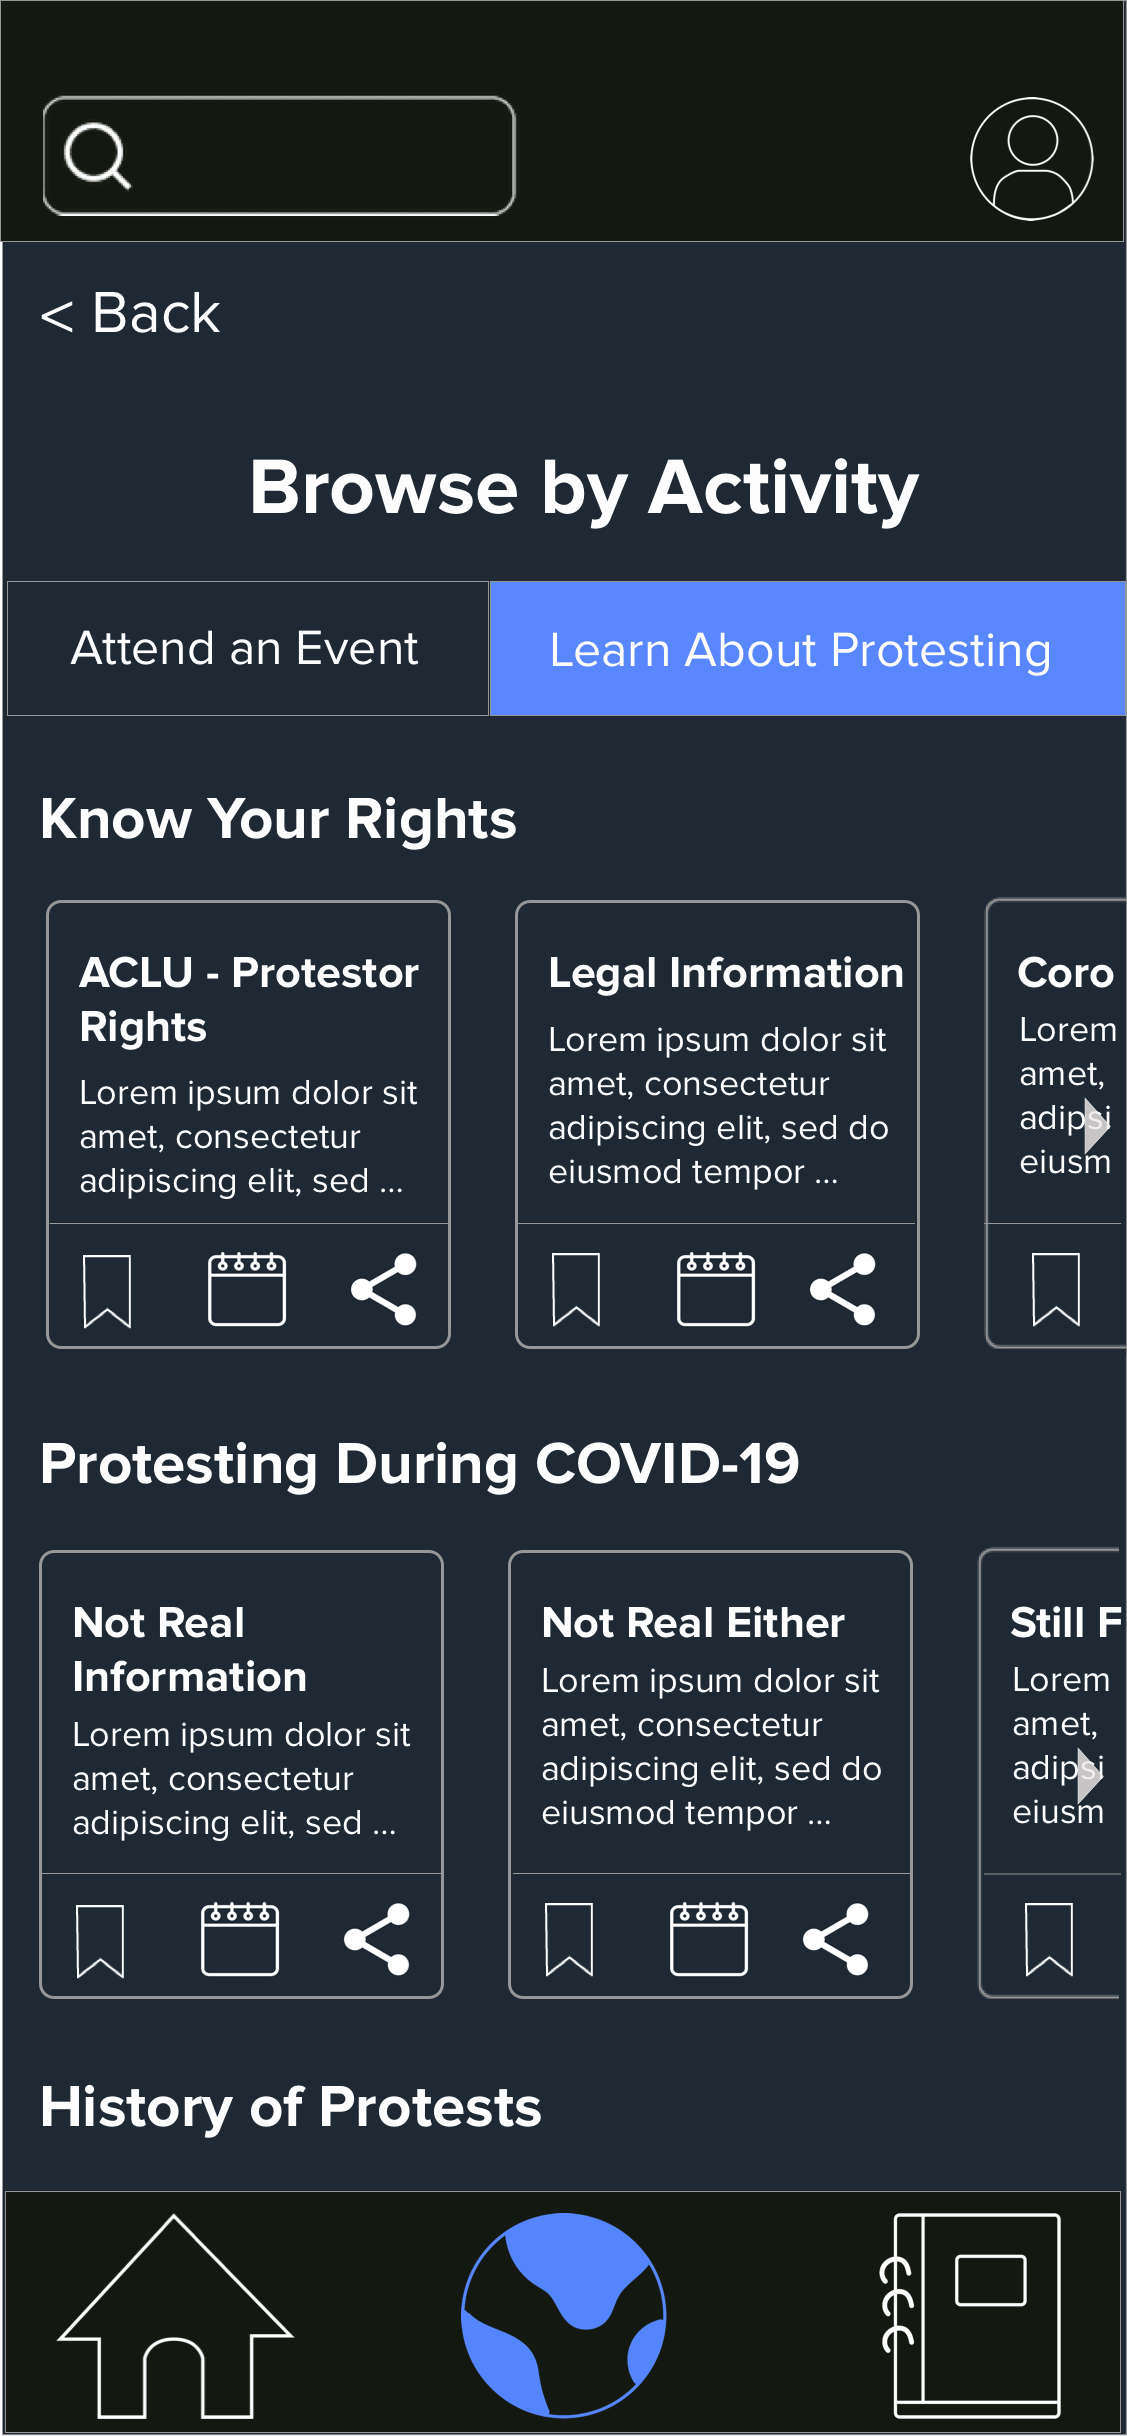 < Back
Browse by Activity
Attend an Event
Learn About Protesting
Know Your Rights
ACLU - Protestor
Rights
Lorem ipsum dolor sit
amet, consectetur
adipiscing elit, sed ...
Legal Information
Lorem ipsum dolor sit
amet, consectetur
adipiscing elit, sed do
eiusmod tempor ...
Coro
Lorem
amet,
adipsi
eiusm
Protesting During COVID-19
Not Real
Information
Lorem ipsum dolor sit
amet, consectetur
adipiscing elit, sed ...
Not Real Either
Lorem ipsum dolor sit
amet, consectetur
adipiscing elit, sed do
eiusmod tempor ...
Still F
Lorem
amet,
adipsi
eiusm
History of Protests